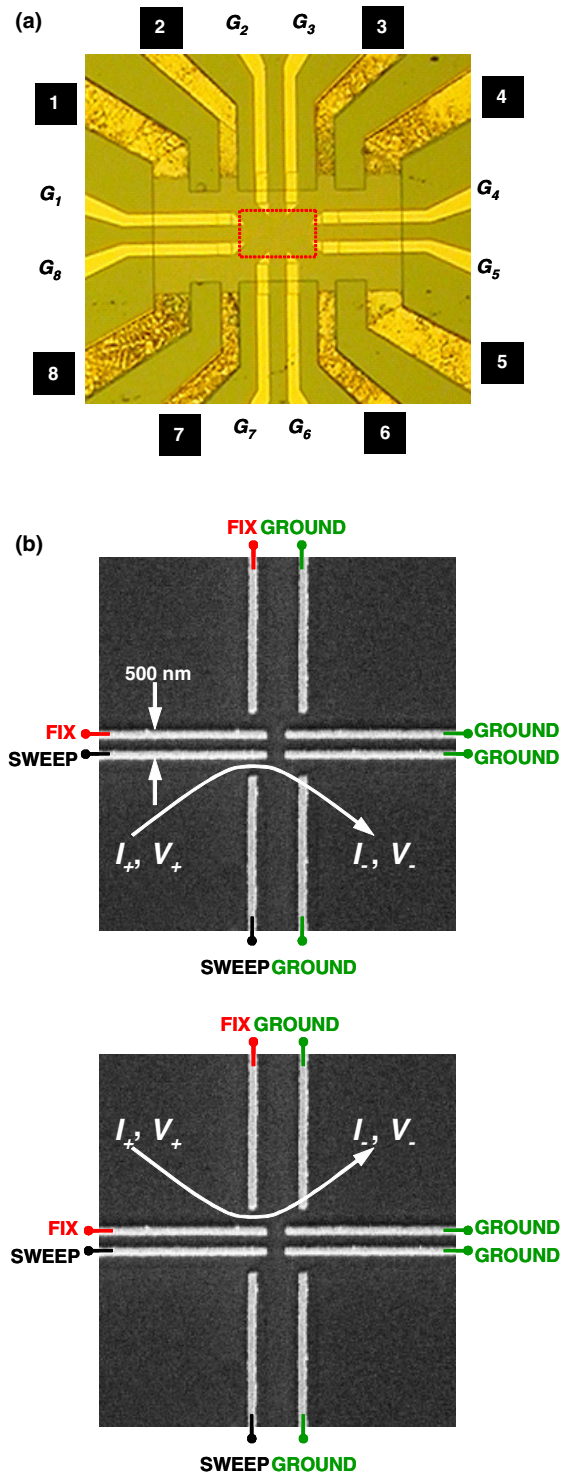 (a)
2 G2 G3 3
1 4
G1 G4
G8 G5
8 5
7 G7 G6 6
(b)
FIX GROUND
500 nm
FIX GROUND
SWEEP GROUND
I+, V+ I-, V-
SWEEP GROUND
FIX GROUND
I+, V+ I-, V-
FIX GROUND
SWEEP GROUND
SWEEP GROUND